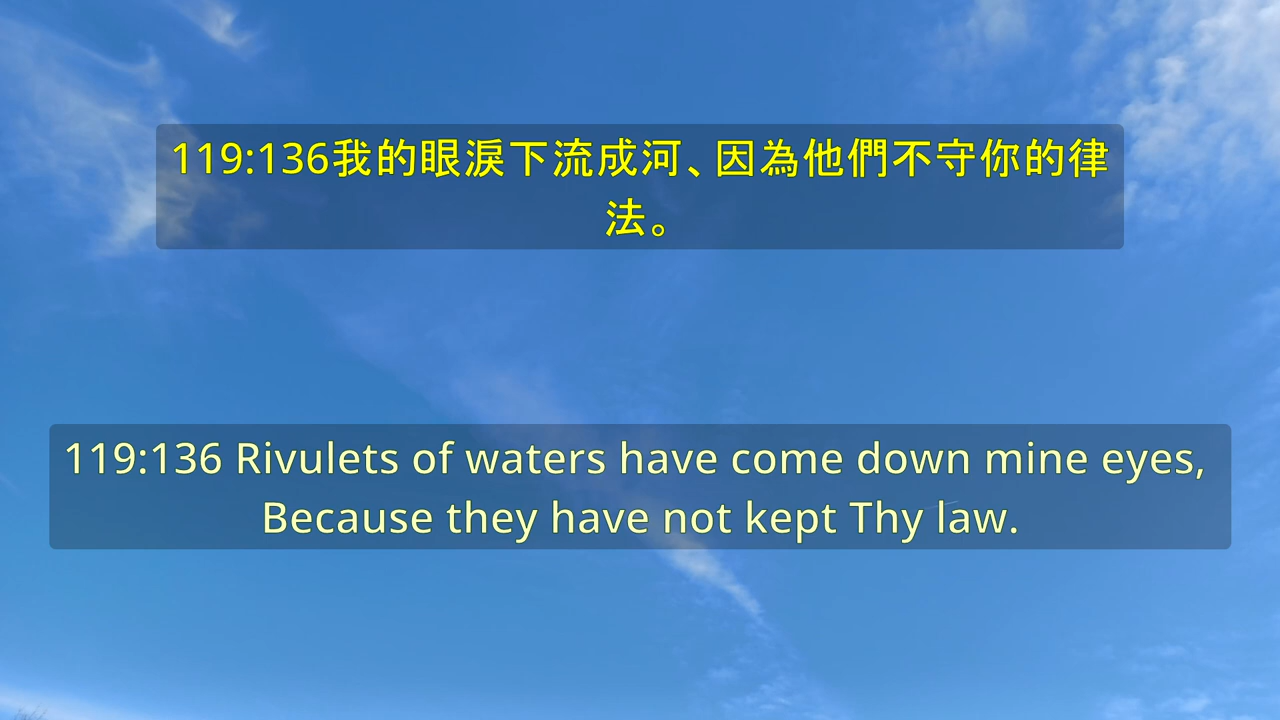 119:136我的眼淚下流成河、因為他們不守你的律
法。
119:136 Rivulets of waters have come down mine eyes,
Because they have not kept Thy law.